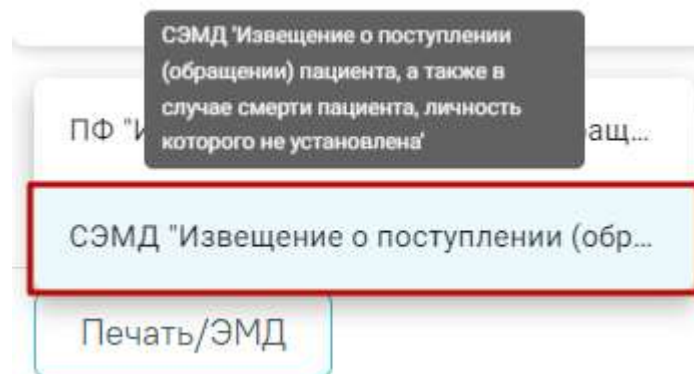 СЭМД 'Извещение о поступлении
(обращении) пациента, а также в
случае смерти пациента, личность
которого не установлена'
ПФ "И ращ...
СЭМД "Извещение о поступлении (обр...
Печать/ЭМД